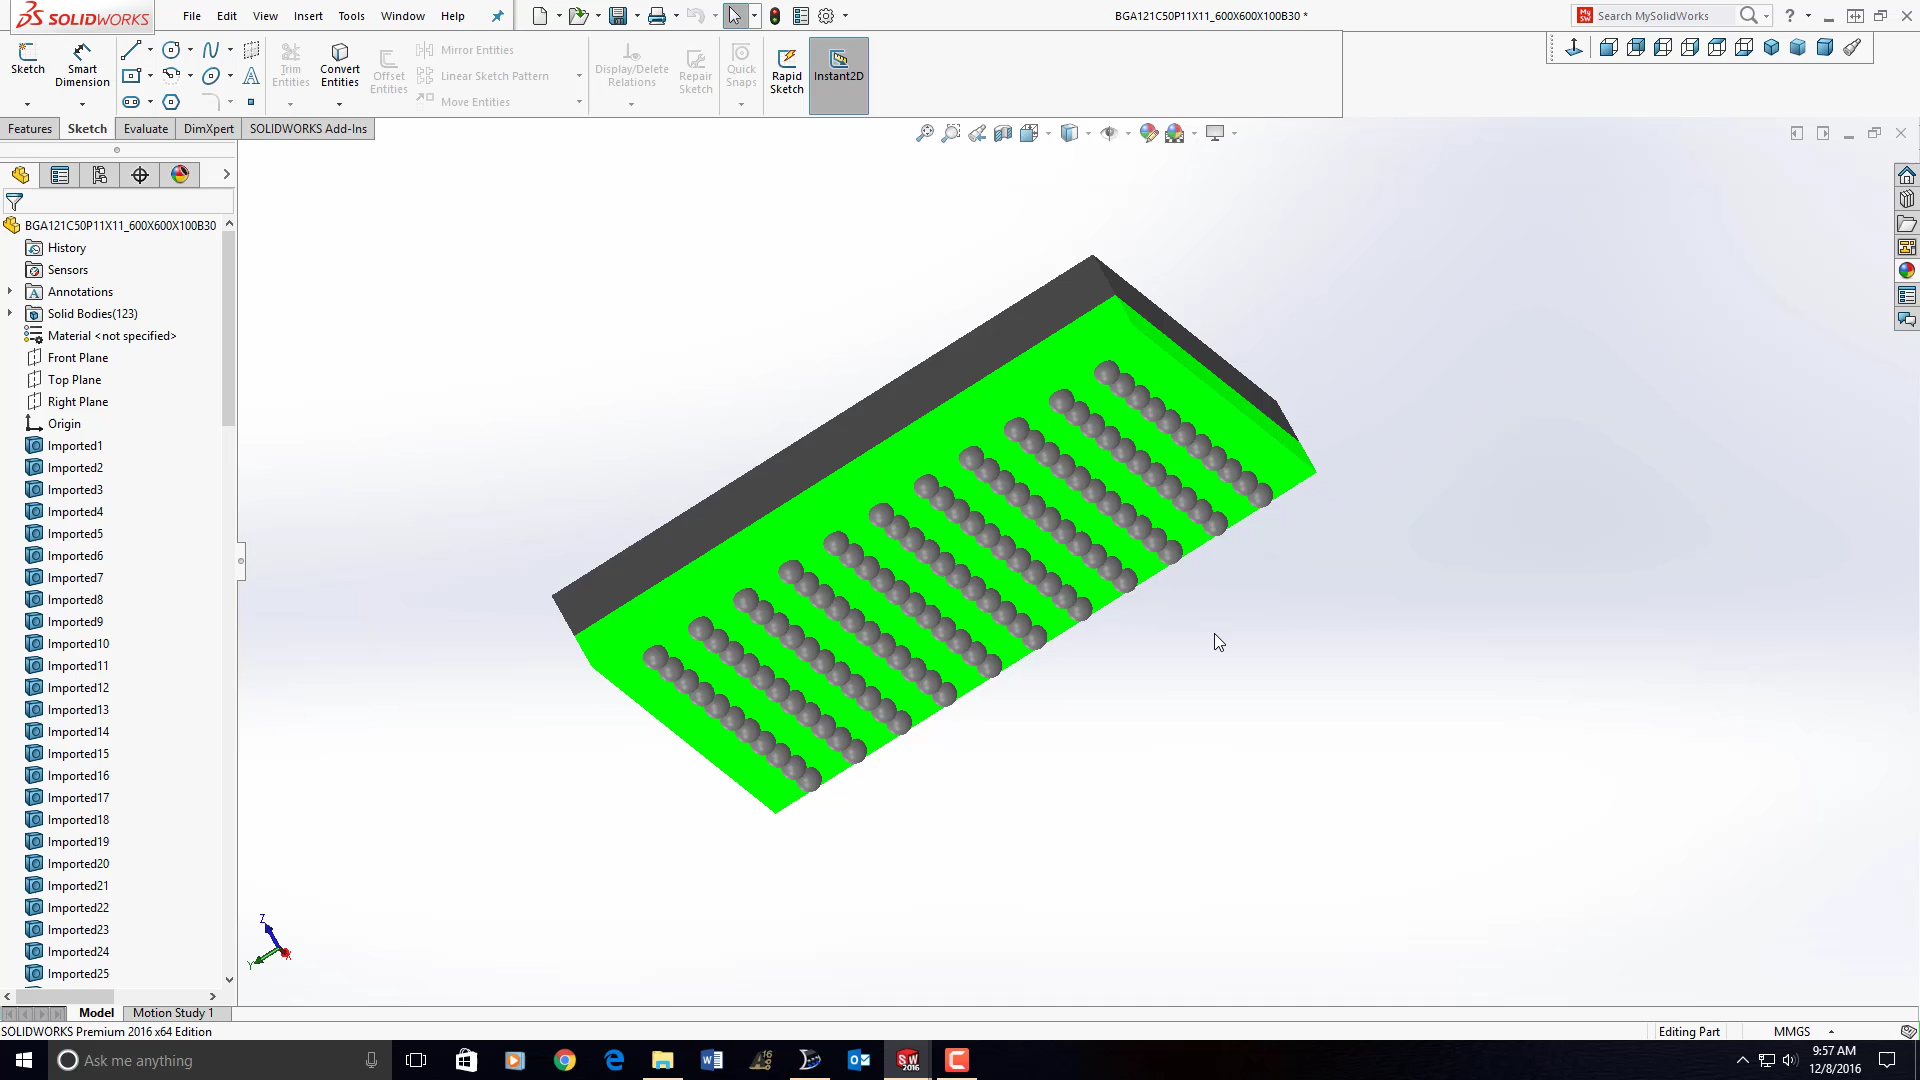 SOLIDWORKS File Edit View Insert Tools Window Help BGA121C50P11X11_600X600X100B30 * Search MySolidWorks
Sketch Smart Dimension Trim Entities Convert Entities Offset Entities Mirror Entities Linear Sketch Pattern Move Entities Display/Delete Relations Repair Sketch Quick Snaps Rapid Sketch Instant2D
Features Sketch Evaluate DimXpert SOLIDWORKS Add-Ins
BGA121C50P11X11_600X600X100B30
History
Sensors
Annotations
Solid Bodies(123)
Material <not specified>
Front Plane
Top Plane
Right Plane
Origin
Imported1
Imported2
Imported3
Imported4
Imported5
Imported6
Imported7
Imported8
Imported9
Imported10
Imported11
Imported12
Imported13
Imported14
Imported15
Imported16
Imported17
Imported18
Imported19
Imported20
Imported21
Imported22
Imported23
Imported24
Imported25
Z
Y
X
Model Motion Study 1
SOLIDWORKS Premium 2016 x64 Edition Editing Part MMGS
Ask me anything 9:57 AM
12/8/2016